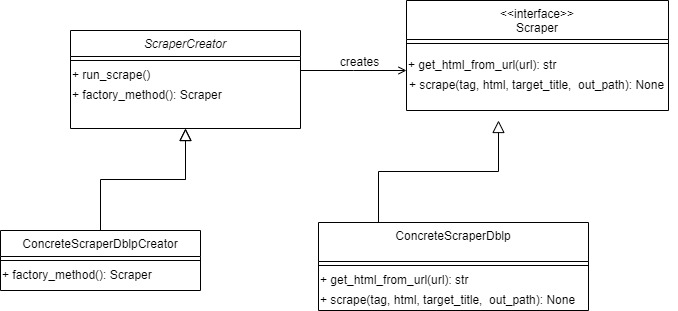 ScraperCreator
+ run_scrape()
+ factory_method(): Scraper
creates
<<interface>>
Scraper
+ get_html_from_url(url): str
+ scrape(tag, html, target_title, out_path): None
ConcreteScraperDblpCreator
+ factory_method(): Scraper
ConcreteScraperDblp
+ get_html_from_url(url): str
+ scrape(tag, html, target_title, out_path): None